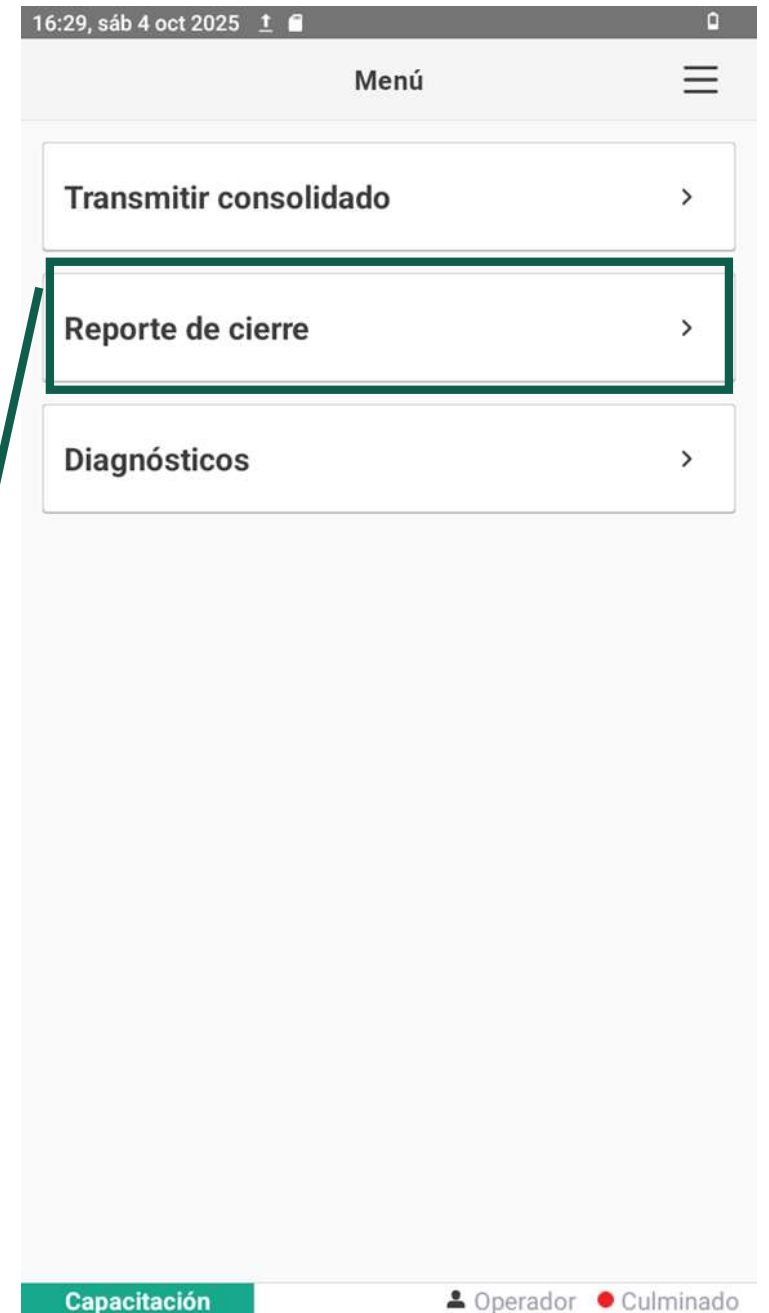 16:29, sáb 4 oct 2025
Menú
Transmitir consolidado
Reporte de cierre
Diagnósticos
Capacitación Operador Culminado